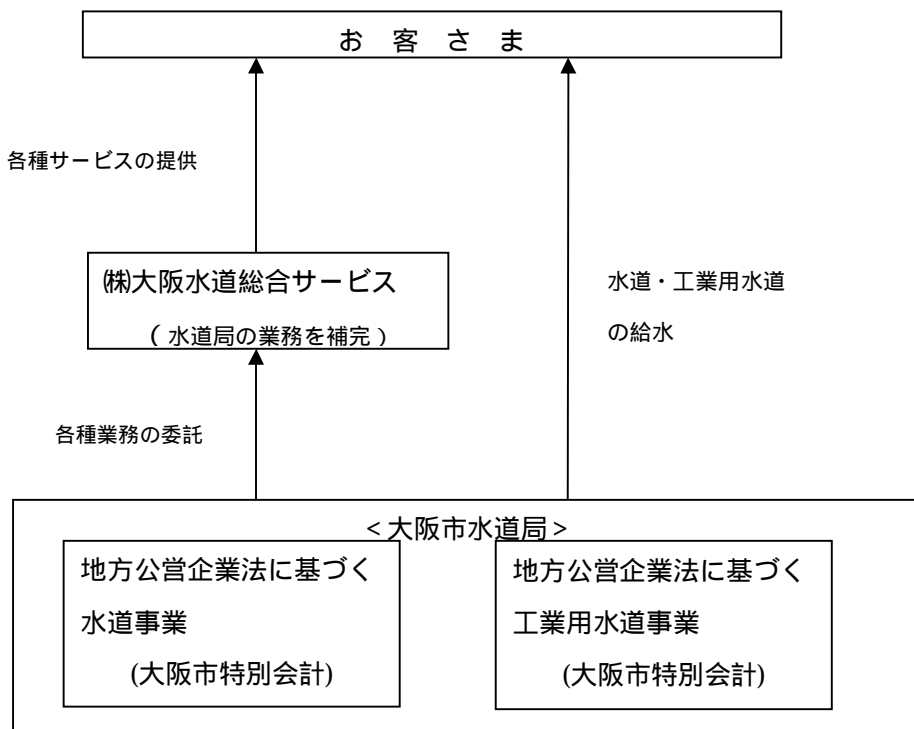 お客さま
各種サービスの提供
㈱大阪水道総合サービス
（水道局の業務を補完）
水道・工業用水道
の給水
各種業務の委託
<大阪市水道局>
地方公営企業法に基づく
水道事業
(大阪市特別会計)
地方公営企業法に基づく
工業用水道事業
(大阪市特別会計)